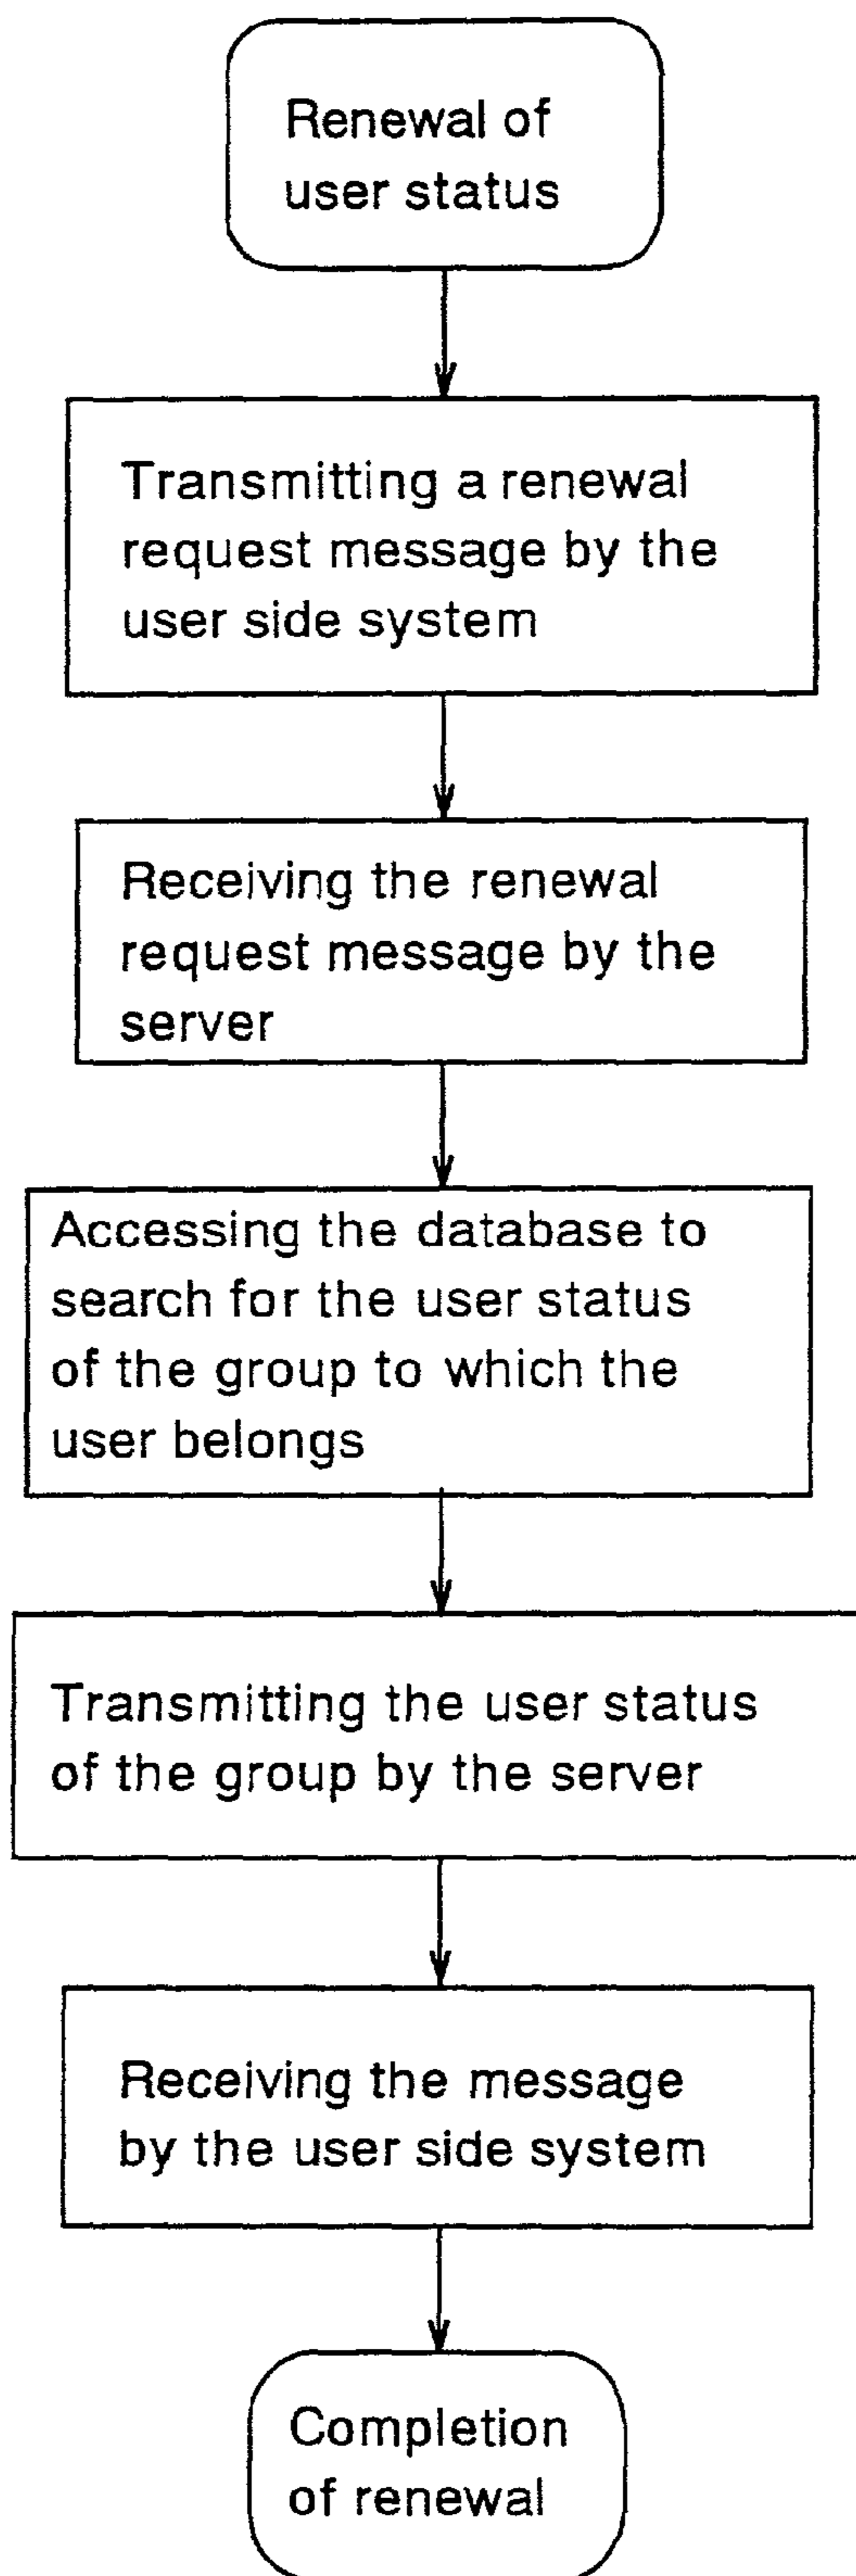 Renewal of
user status
Transmitting a renewal
request message by the
user side system
Receiving the renewal
request message by the
server
Accessing the database to
search for the user status
of the group to which the
user belongs
Transmitting the user status
of the group by the server
Receiving the message
by the user side system
Completion
of renewal